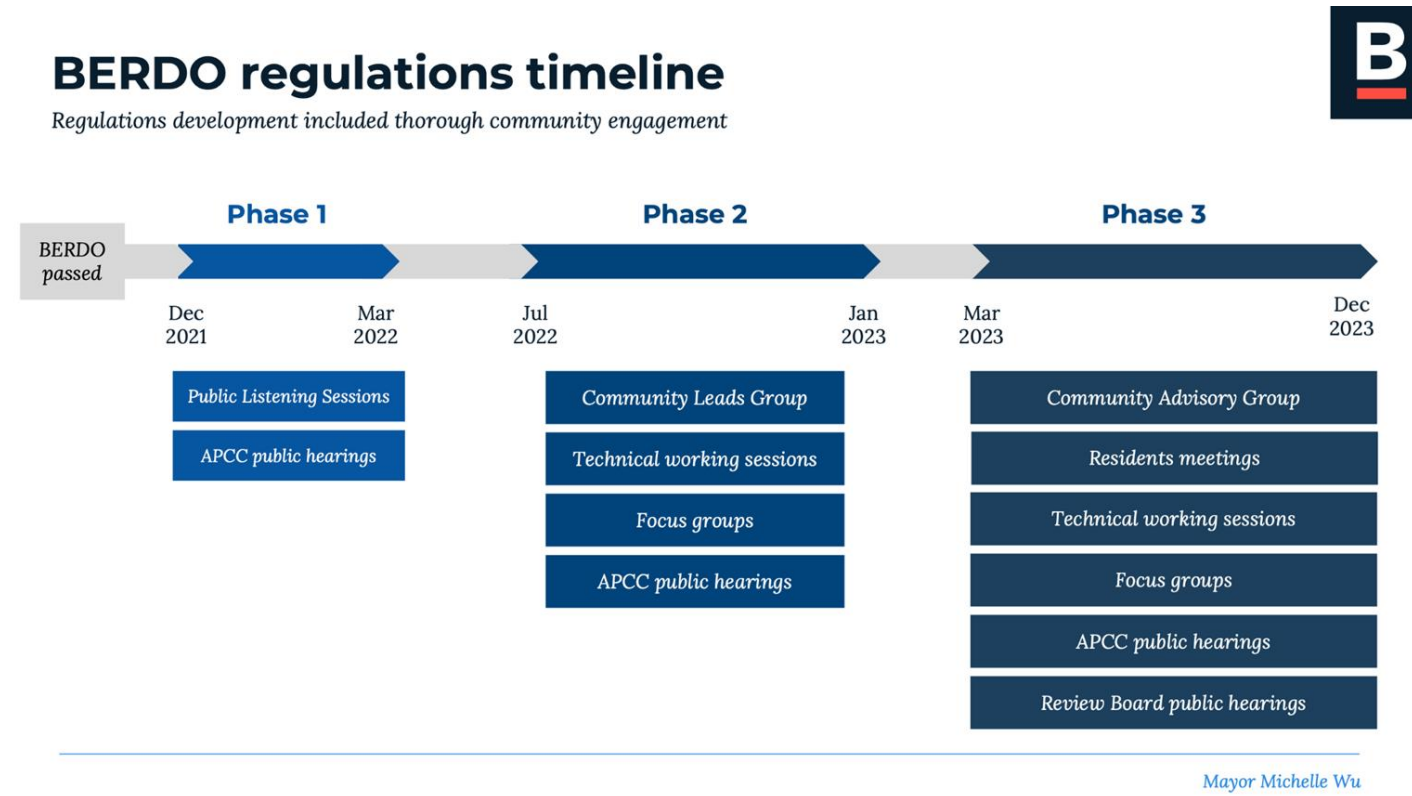 BERDO regulations timeline
B
Regulations development included thorough community engagement
Phase 1
Phase 2
Phase 3
BERDO
passed
Dec
2021
Mar
2022
Jul
2022
Jan
2023
Mar
2023
Dec
2023
Public Listening Sessions
APCC public hearings
Community Leads Group
Technical working sessions
Focus groups
APCC public hearings
Community Advisory Group
Residents meetings
Technical working sessions
Focus groups
APCC public hearings
Review Board public hearings
Mayor Michelle Wu